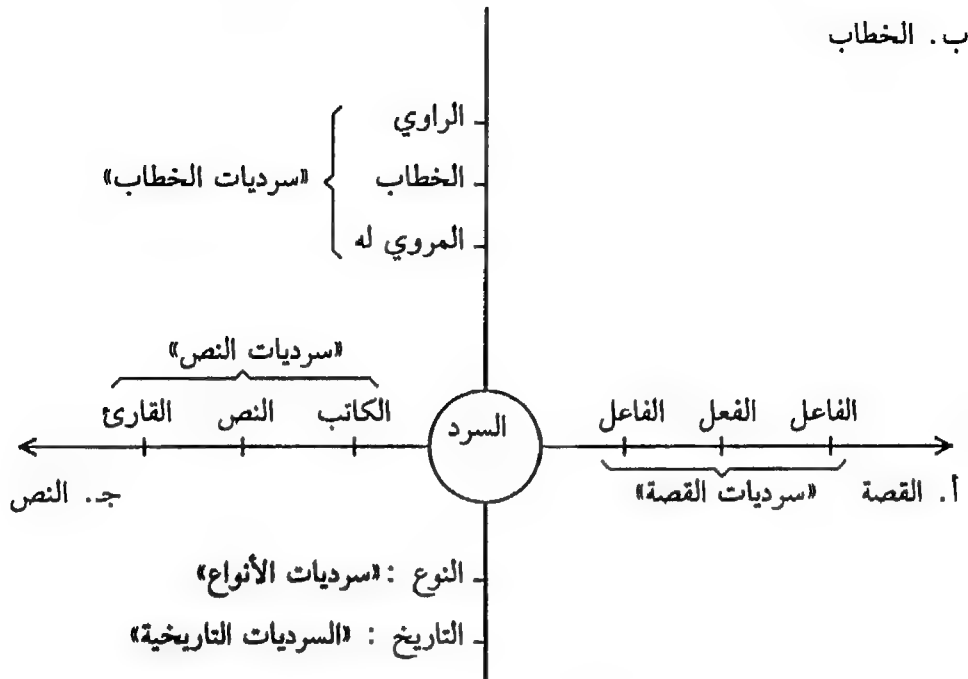 ب. الخطاب
الراوي
الخطاب «سرديات الخطاب»
المروي له
«سرديات النص»
الفاعل الفعل الفاعل السرد الكاتب النص القارئ
أ. القصة «سرديات القصة» جـ. النص
النوع : «سرديات الأنواع»
التاريخ : «السرديات التاريخية»